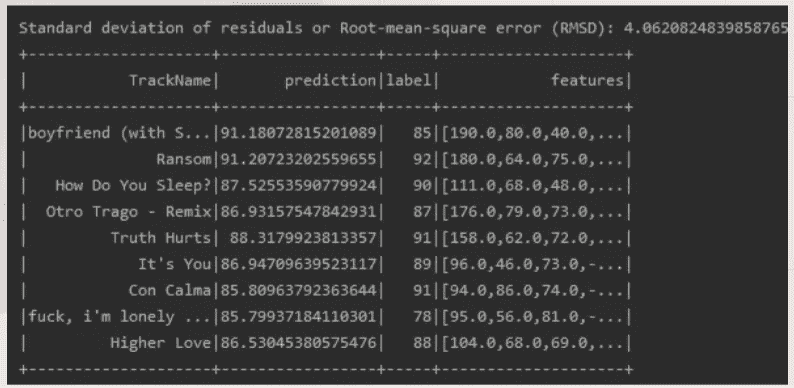 Standard deviation of residuals or Root-mean-square error (RMSD): 4.0620824839858765
+--------------------+-----------------+-----+--------------------+
|           TrackName|       prediction|label|            features|
+--------------------+-----------------+-----+--------------------+
|boyfriend (with S...|91.18072815201089|   85|[190.0,80.0,40.0,...|
|              Ransom|91.20723202559655|   92|[180.0,64.0,75.0,...|
|   How Do You Sleep?|87.52553590779924|   90|[111.0,68.0,48.0,...|
|  Otro Trago - Remix|86.93157547842931|   87|[176.0,79.0,73.0,...|
|         Truth Hurts| 88.3179923813357|   91|[158.0,62.0,72.0,...|
|            It's You|86.94709639523117|   89|[96.0,46.0,73.0,-...|
|           Con Calma|85.80963792363644|   91|[94.0,86.0,74.0,-...|
|fuck, i'm lonely ...|85.79937184110301|   78|[95.0,56.0,81.0,-...|
|         Higher Love|86.53045380575476|   88|[104.0,68.0,69.0,...|
+--------------------+-----------------+-----+--------------------+